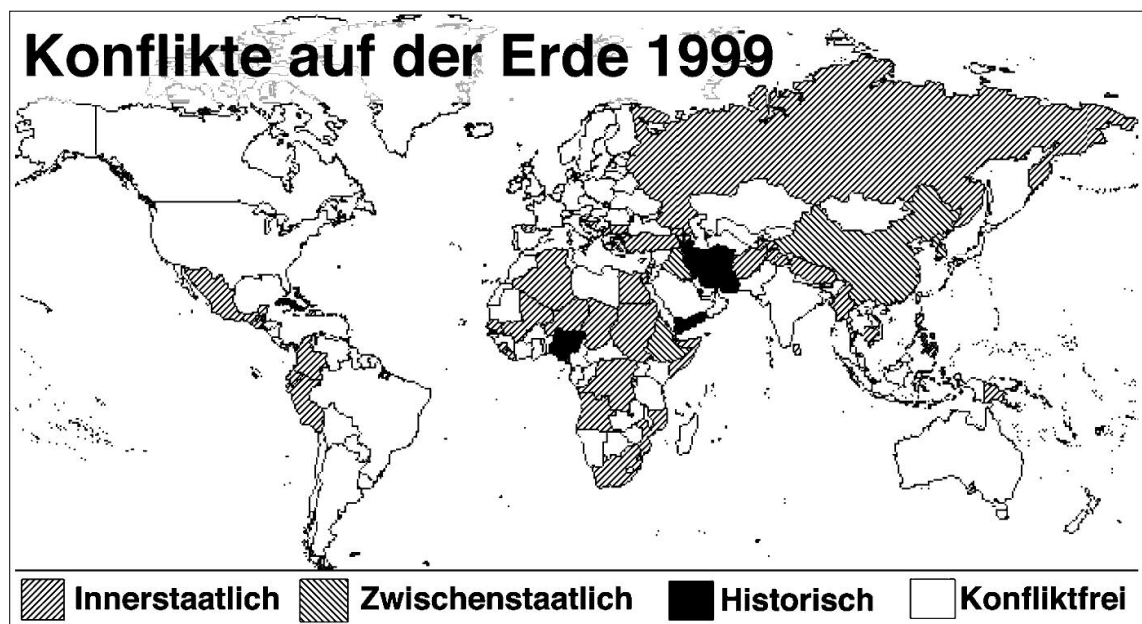 Konflikte auf der Erde 1999
Innerstaatlich Zwischenstaatlich Historisch Konfliktfrei